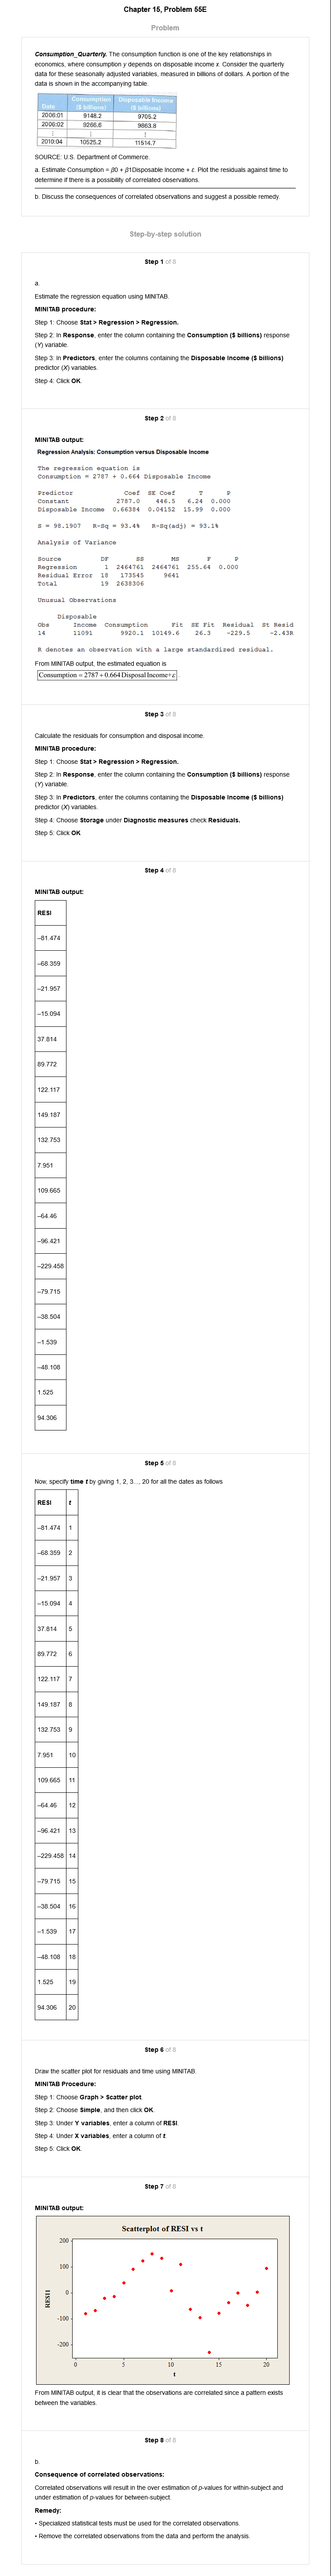 Chapter 15, Problem 55E
Problem
Consumption_Quarterly. The consumption function is one of the key relationships in
economics, where consumption y depends on disposable income x. Consider the quarterly
data for these seasonally adjusted variables, measured in billions of dollars. A portion of the
data is shown in the accompanying table.
Date Consumption ($ billions) Disposable Income ($ billions)
2006:01 9148.2 9705.2
2006:02 9266.6 9863.8
⋮ ⋮ ⋮
2010:04 10525.2 11514.7
SOURCE: U.S. Department of Commerce.
a. Estimate Consumption = β0 + β1Disposable Income + ε. Plot the residuals against time to
determine if there is a possibility of correlated observations.
b. Discuss the consequences of correlated observations and suggest a possible remedy.
Step-by-step solution
Step 1 of 8
a.
Estimate the regression equation using MINITAB.
MINITAB procedure:
Step 1: Choose Stat > Regression > Regression.
Step 2: In Response, enter the column containing the Consumption ($ billions) response
(Y) variable.
Step 3: In Predictors, enter the columns containing the Disposable Income ($ billions)
predictor (X) variables.
Step 4: Click OK.
Step 2 of 8
MINITAB output:
Regression Analysis: Consumption versus Disposable Income
The regression equation is
Consumption = 2787 + 0.664 Disposable Income
Predictor Coef SE Coef T P
Constant 2787.0 446.5 6.24 0.000
Disposable Income 0.66384 0.04152 15.99 0.000
S = 98.1907 R-Sq = 93.4% R-Sq(adj) = 93.1%
Analysis of Variance
Source DF SS MS F P
Regression 1 2464761 2464761 255.64 0.000
Residual Error 18 173545 9641
Total 19 2638306
Unusual Observations
Disposable
Obs Income Consumption Fit SE Fit Residual St Resid
14 11091 9920.1 10149.6 26.3 -229.5 -2.43R
R denotes an observation with a large standardized residual.
From MINITAB output, the estimated equation is
Consumption = 2787 + 0.664 Disposal Income+ε .
Step 3 of 8
Calculate the residuals for consumption and disposal income.
MINITAB procedure:
Step 1: Choose Stat > Regression > Regression.
Step 2: In Response, enter the column containing the Consumption ($ billions) response
(Y) variable.
Step 3: In Predictors, enter the columns containing the Disposable Income ($ billions)
predictor (X) variables.
Step 4: Choose Storage under Diagnostic measures check Residuals.
Step 5: Click OK
Step 4 of 8
MINITAB output:
RESI
–81.474
–68.359
–21.957
–15.094
37.814
89.772
122.117
149.187
132.753
7.951
109.665
–64.46
–96.421
–229.458
–79.715
–38.504
–1.539
–48.108
1.525
94.306
Step 5 of 8
Now, specify time t by giving 1, 2, 3..., 20 for all the dates as follows
RESI t
–81.474 1
–68.359 2
–21.957 3
–15.094 4
37.814 5
89.772 6
122.117 7
149.187 8
132.753 9
7.951 10
109.665 11
–64.46 12
–96.421 13
–229.458 14
–79.715 15
–38.504 16
–1.539 17
–48.108 18
1.525 19
94.306 20
Step 6 of 8
Draw the scatter plot for residuals and time using MINITAB.
MINITAB Procedure:
Step 1: Choose Graph > Scatter plot.
Step 2: Choose Simple, and then click OK.
Step 3: Under Y variables, enter a column of RESI.
Step 4: Under X variables, enter a column of t.
Step 5: Click OK.
Step 7 of 8
MINITAB output:
Scatterplot of RESI vs t
200
100
0
-100
-200
RESI1
0 5 10 15 20
t
From MINITAB output, it is clear that the observations are correlated since a pattern exists
between the variables.
Step 8 of 8
b.
Consequence of correlated observations:
Correlated observations will result in the over estimation of p-values for within-subject and
under estimation of p-values for between-subject.
Remedy:
• Specialized statistical tests must be used for the correlated observations.
• Remove the correlated observations from the data and perform the analysis.